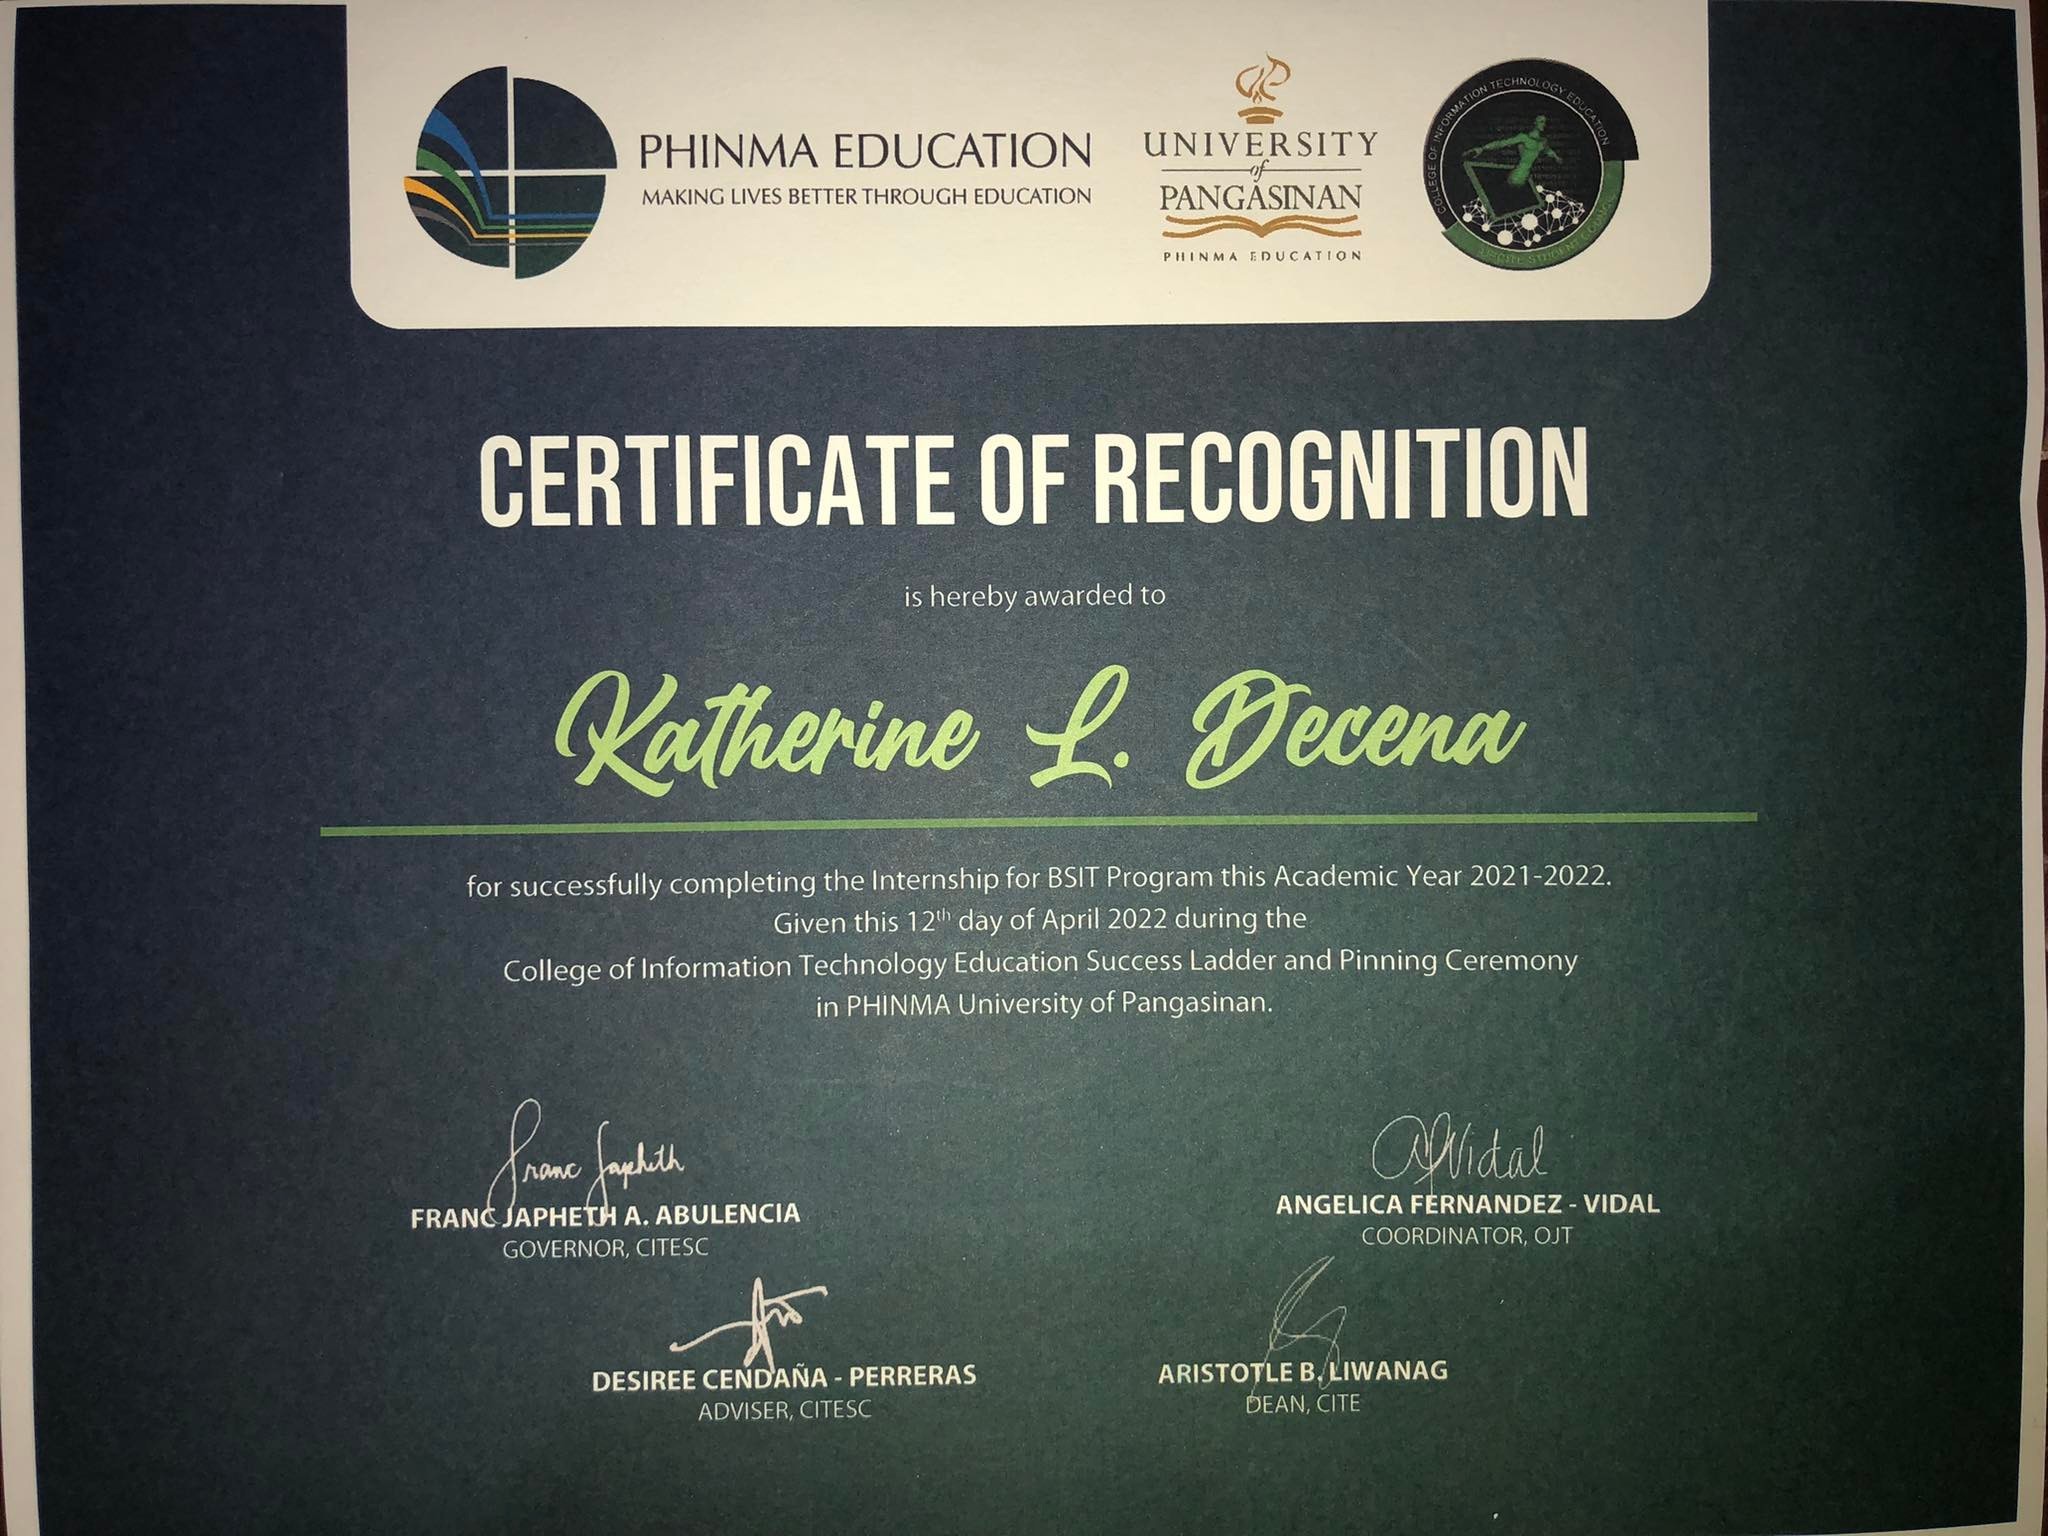 PHINMA EDUCATION
MAKING LIVES BETTER THROUGH EDUCATION
UNIVERSITY
of
PANGASINAN
PHINMA EDUCATION
COLLEGE OF INFORMATION TECHNOLOGY EDUCATION
STUDENT COUNCIL
CERTIFICATE OF RECOGNITION
is hereby awarded to
Katherine L. Decena
for successfully completing the Internship for BSIT Program this Academic Year 2021-2022.
Given this 12th day of April 2022 during the
College of Information Technology Education Success Ladder and Pinning Ceremony
in PHINMA University of Pangasinan.
Franc Japheth
FRANC JAPHETH A. ABULENCIA
GOVERNOR, CITESC
AFVidal
ANGELICA FERNANDEZ - VIDAL
COORDINATOR, OJT
DESIREE CENDAÑA - PERRERAS
ADVISER, CITESC
ARISTOTLE B. LIWANAG
DEAN, CITE